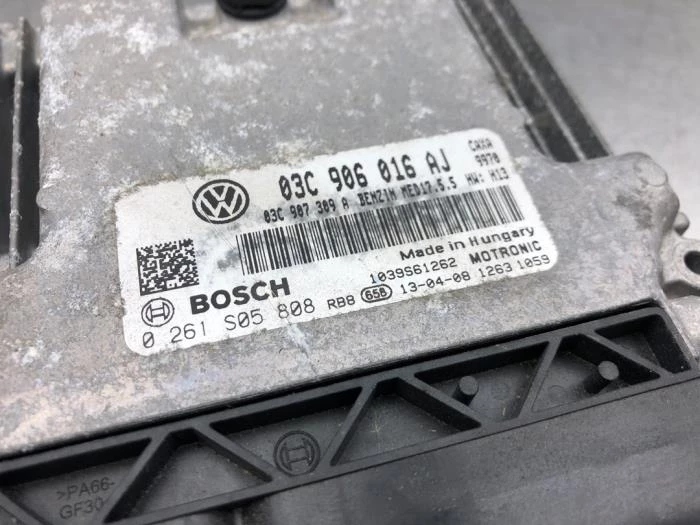 03C 906 016 AJ
CAXA
9970
03C 907 309 A BENZIN MED17.5.5 HW: H13
Made in Hungary
1039S61262 MOTRONIC
BOSCH
0 261 S05 808 RB8 658 13-04-08 1263 1059
>PA66-
GF30